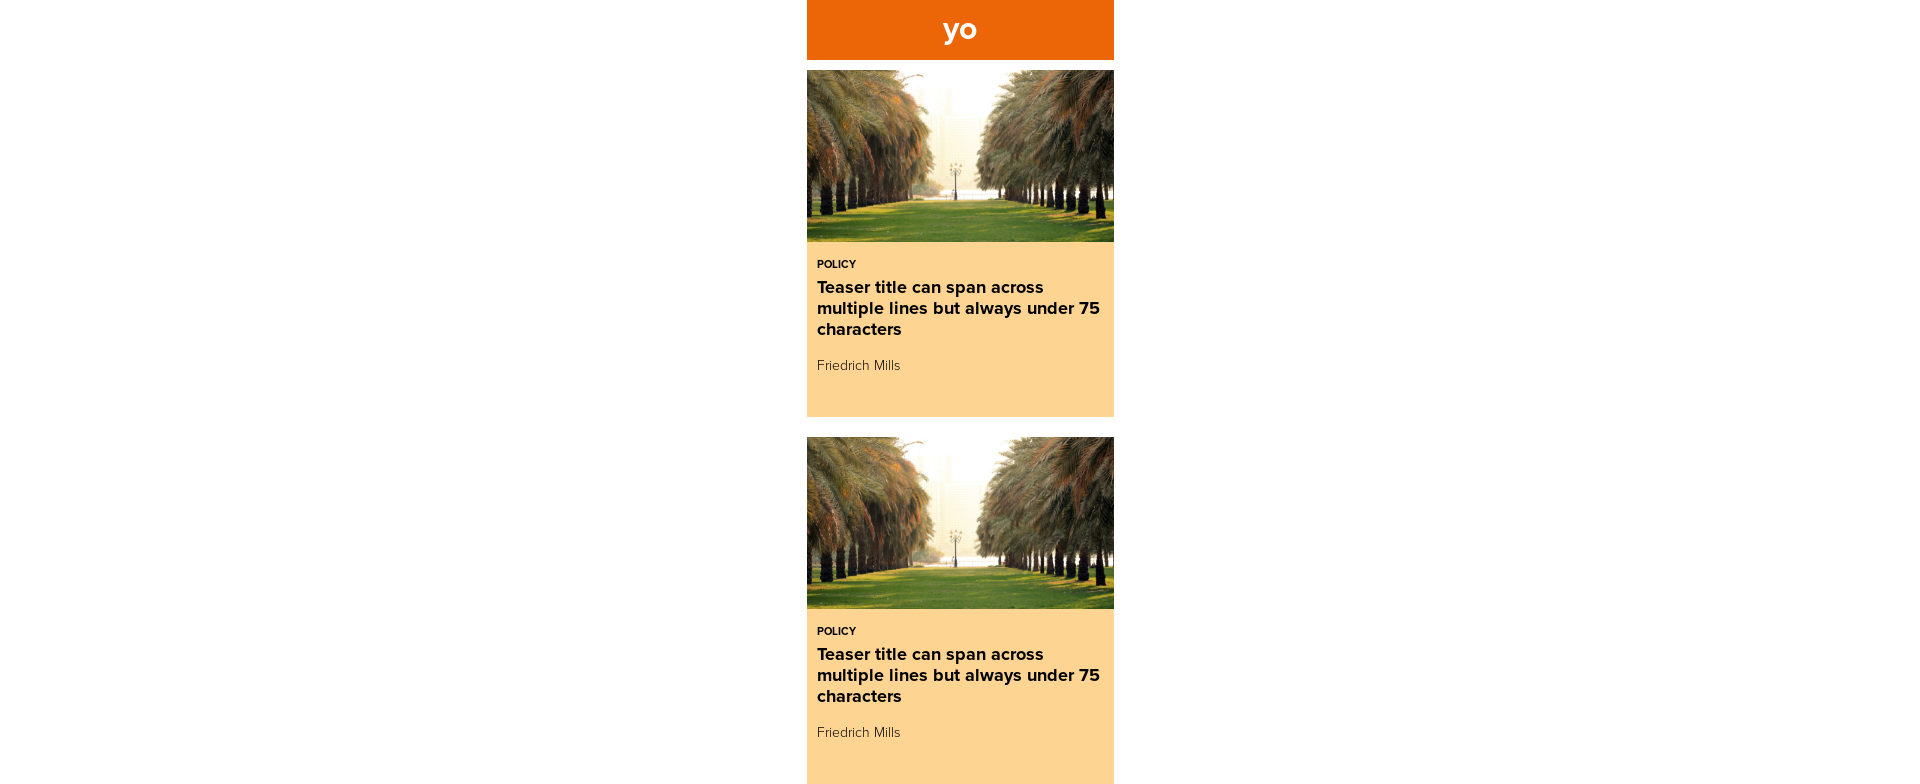 yo
POLICY
Teaser title can span across
multiple lines but always under 75
characters
Friedrich Mills
POLICY
Teaser title can span across
multiple lines but always under 75
characters
Friedrich Mills